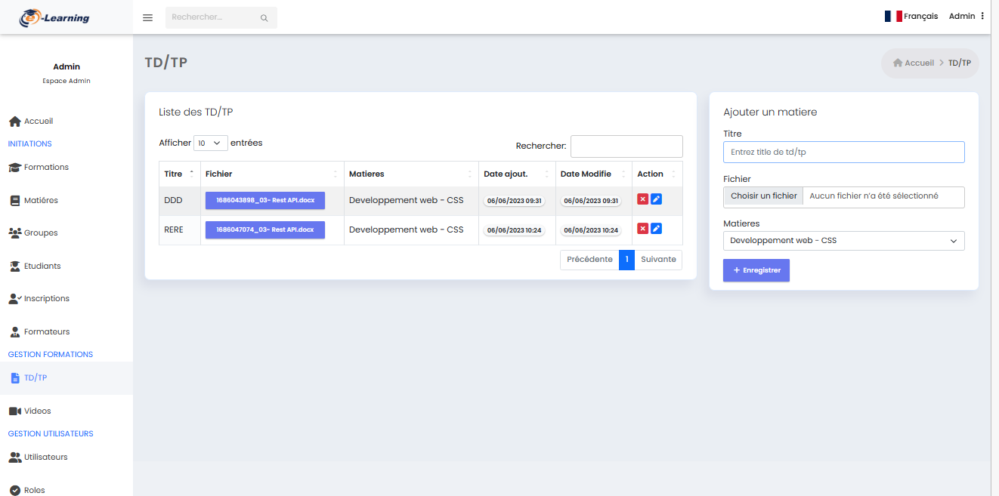 e-Learning
Rechercher...
Français
Admin
Admin
Espace Admin
Accueil
INITIATIONS
Formations
Matiéres
Groupes
Etudiants
Inscriptions
Formateurs
GESTION FORMATIONS
TD/TP
Videos
GESTION UTILISATEURS
Utilisateurs
Roles
TD/TP
Accueil > TD/TP
Liste des TD/TP
Afficher 10 entrées
Rechercher:
Titre Fichier Matieres Date ajout. Date Modifie Action
DDD 1686043898_03- Rest API.docx Developpement web - CSS 06/06/2023 09:31 06/06/2023 09:31
RERE 1686047074_03- Rest API.docx Developpement web - CSS 06/06/2023 10:24 06/06/2023 10:24
Précédente 1 Suivante
Ajouter un matiere
Titre
Entrez title de td/tp
Fichier
Choisir un fichier Aucun fichier n'a été sélectionné
Matieres
Developpement web - CSS
+ Enregistrer